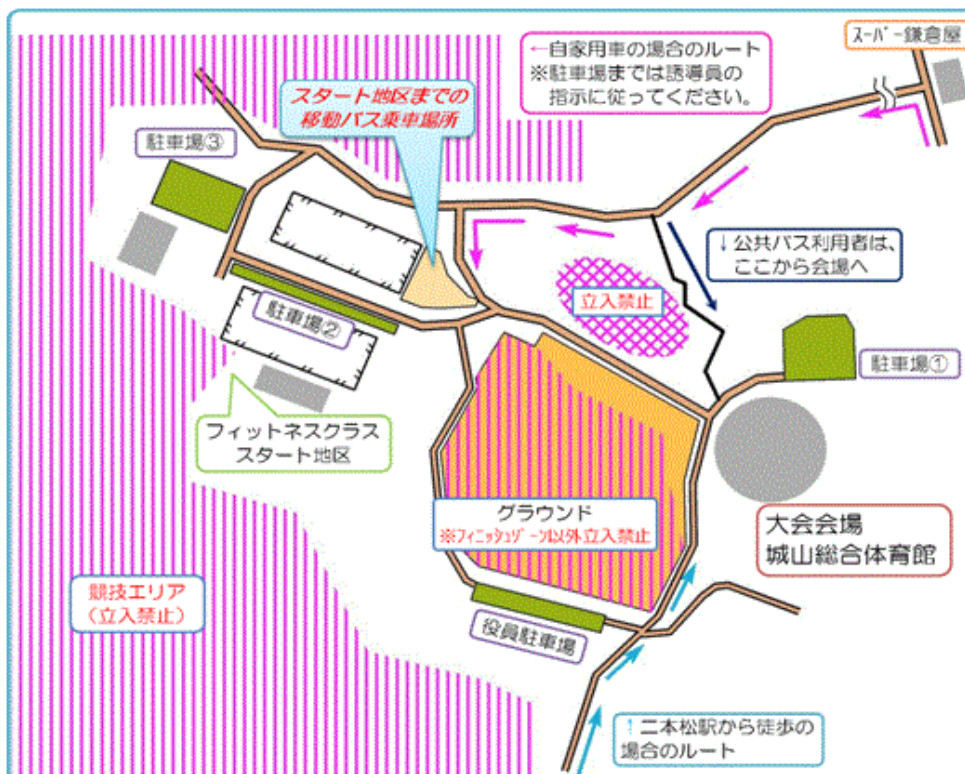 スーパー鎌倉屋
←自家用車の場合のルート
※駐車場までは誘導員の
指示に従ってください。
スタート地区までの
移動バス乗車場所
駐車場③
↓公共バス利用者は、
ここから会場へ
立入禁止
駐車場②
駐車場①
フィットネスクラス
スタート地区
グラウンド
※フィニッシュゾーン以外立入禁止
大会会場
城山総合体育館
競技エリア
（立入禁止）
役員駐車場
↑二本松駅から徒歩の
場合のルート